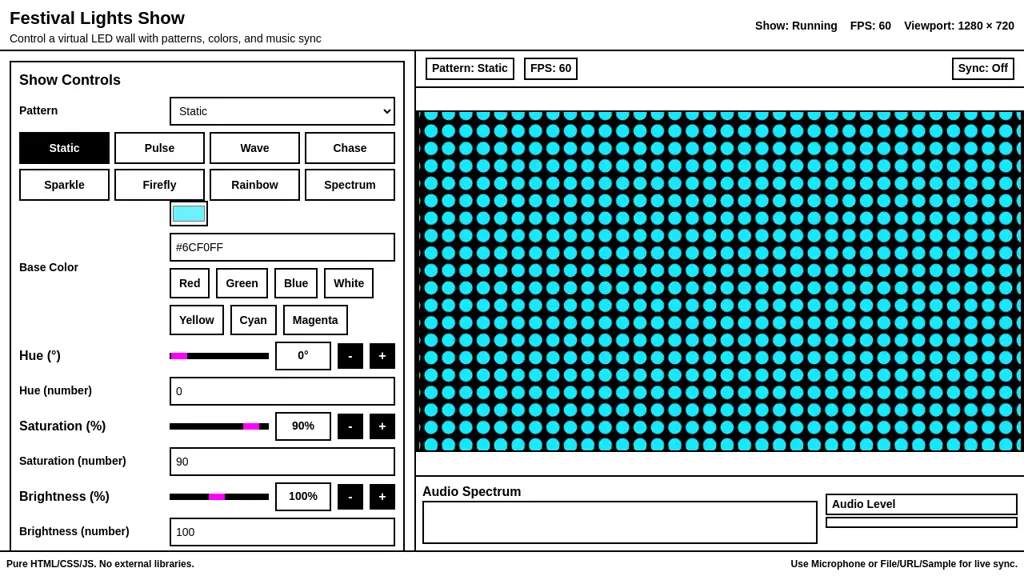 Festival Lights Show
Control a virtual LED wall with patterns, colors, and music sync
Show: Running FPS: 60 Viewport: 1280 × 720
Show Controls
Pattern Static
Static Pulse Wave Chase
Sparkle Firefly Rainbow Spectrum
Base Color
#6CF0FF
Red Green Blue White
Yellow Cyan Magenta
Hue (°) 0° - +
Hue (number) 0
Saturation (%) 90% - +
Saturation (number) 90
Brightness (%) 100% - +
Brightness (number) 100
Pattern: Static FPS: 60 Sync: Off
Audio Spectrum
Audio Level
Pure HTML/CSS/JS. No external libraries.
Use Microphone or File/URL/Sample for live sync.